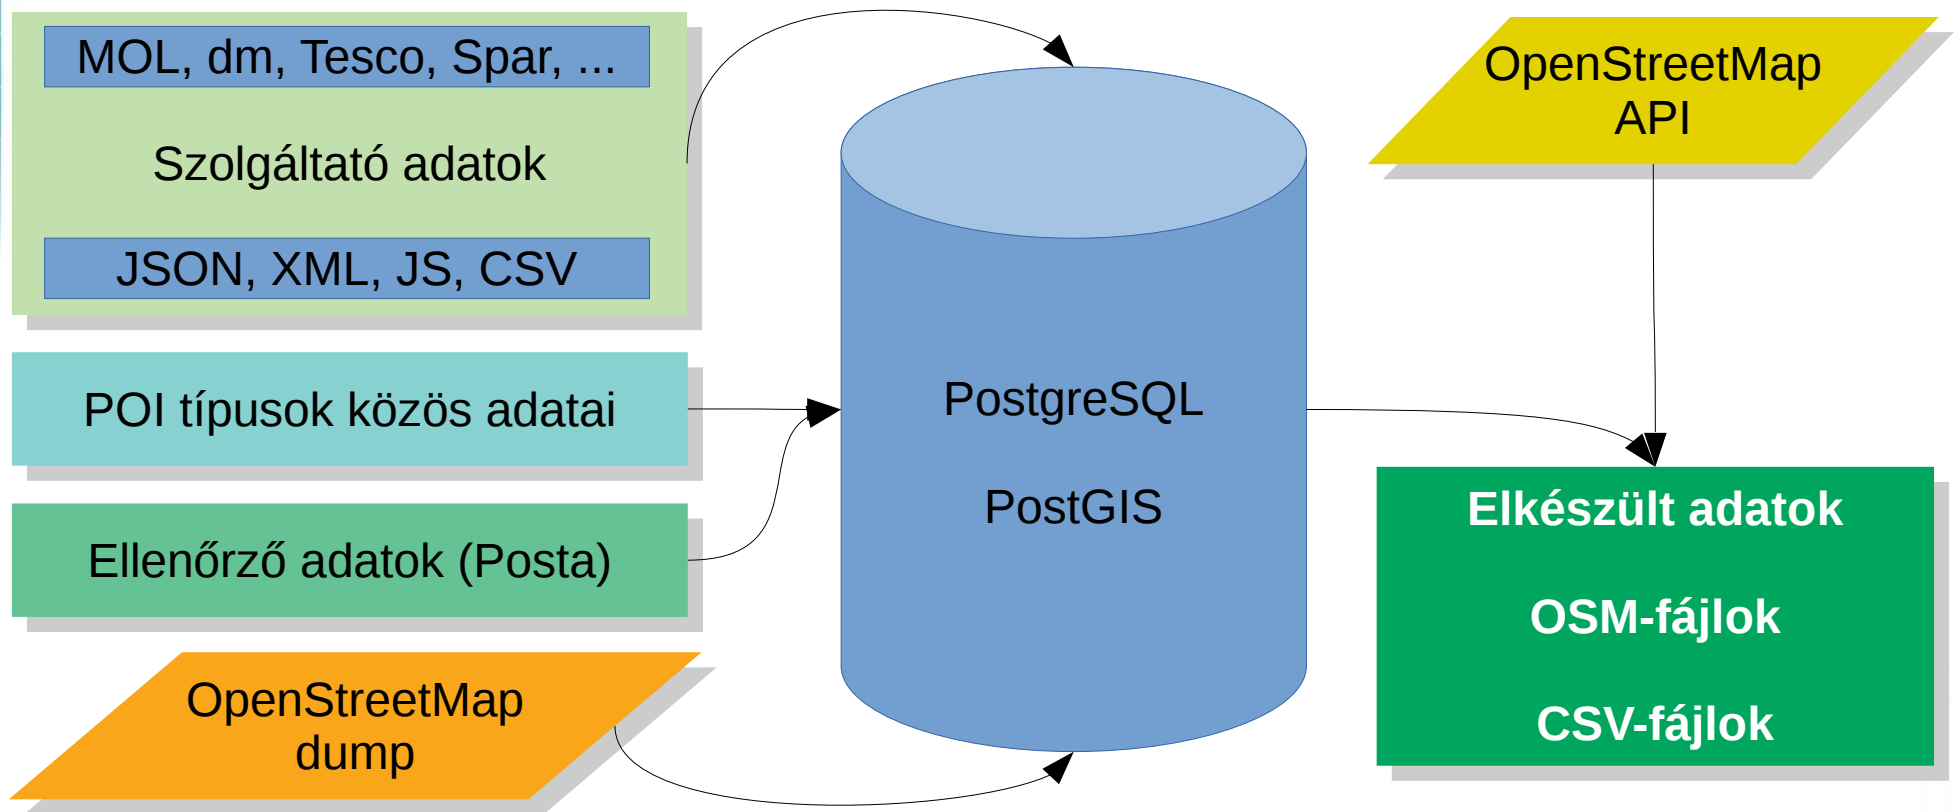 MOL, dm, Tesco, Spar, ...
Szolgáltató adatok
JSON, XML, JS, CSV
POI típusok közös adatai
Ellenőrző adatok (Posta)
OpenStreetMap
dump
PostgreSQL
PostGIS
OpenStreetMap
API
Elkészült adatok
OSM-fájlok
CSV-fájlok